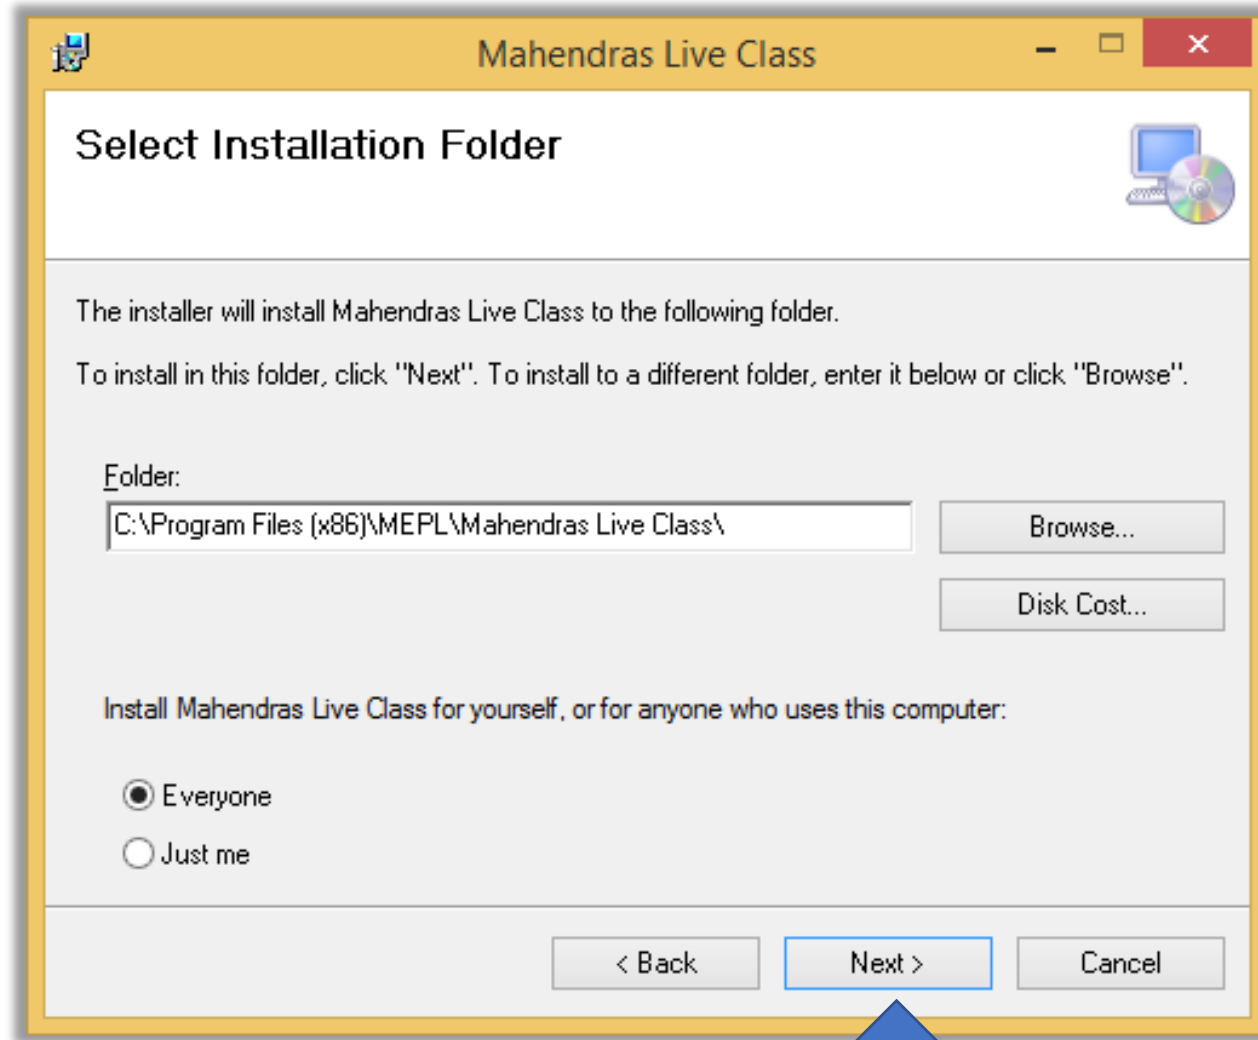 Mahendras Live Class
Select Installation Folder
The installer will install Mahendras Live Class to the following folder.
To install in this folder, click "Next". To install to a different folder, enter it below or click "Browse".
Folder:
C:\Program Files (x86)\MEPL\Mahendras Live Class\
Browse...
Disk Cost...
Install Mahendras Live Class for yourself, or for anyone who uses this computer:
Everyone
Just me
< Back
Next >
Cancel